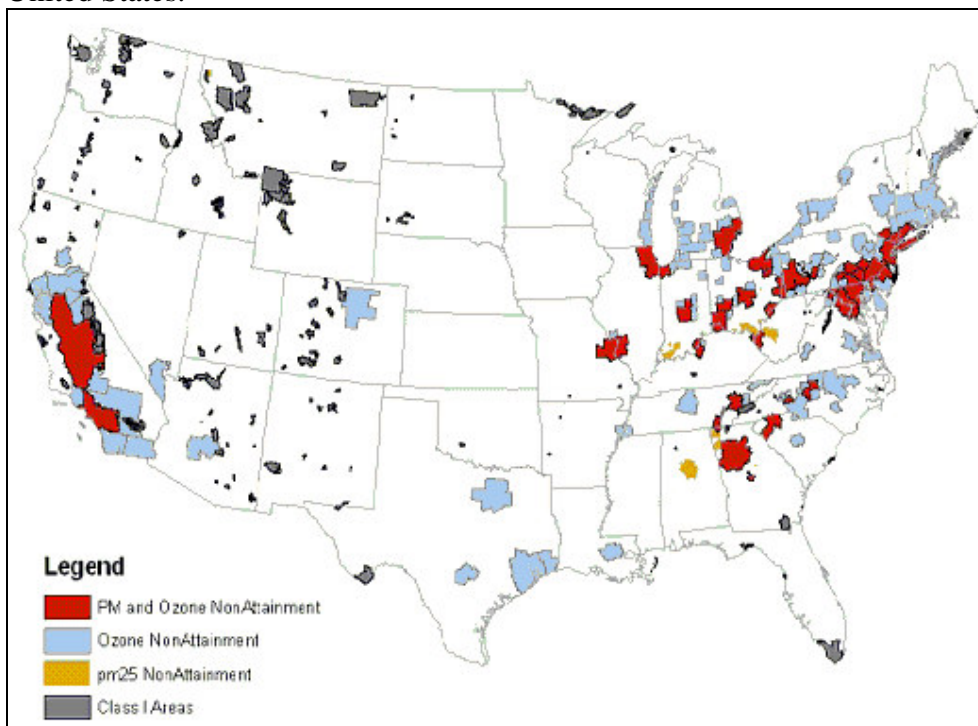 United States.
Legend
PM and Ozone NonAttainment
Ozone NonAttainment
pm25 NonAttainment
Class I Areas